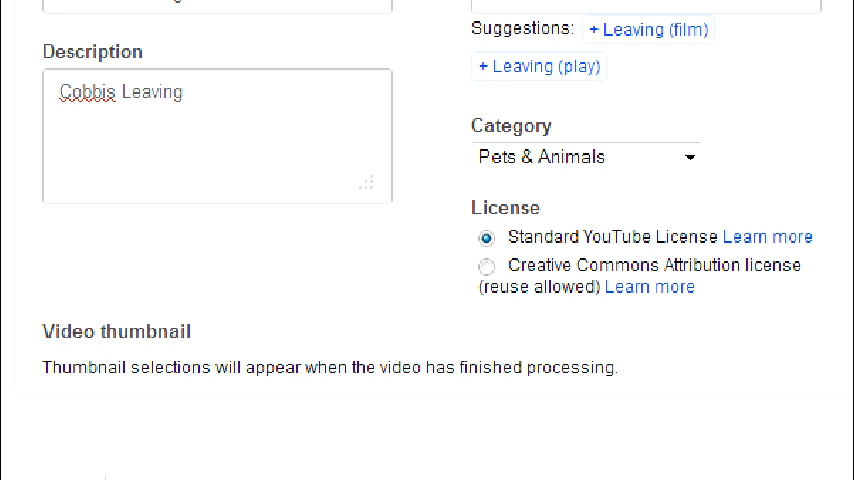 Suggestions: + Leaving (film)
+ Leaving (play)
Description
Cobbis Leaving
Category
Pets & Animals
License
Standard YouTube License Learn more
Creative Commons Attribution license
(reuse allowed) Learn more
Video thumbnail
Thumbnail selections will appear when the video has finished processing.